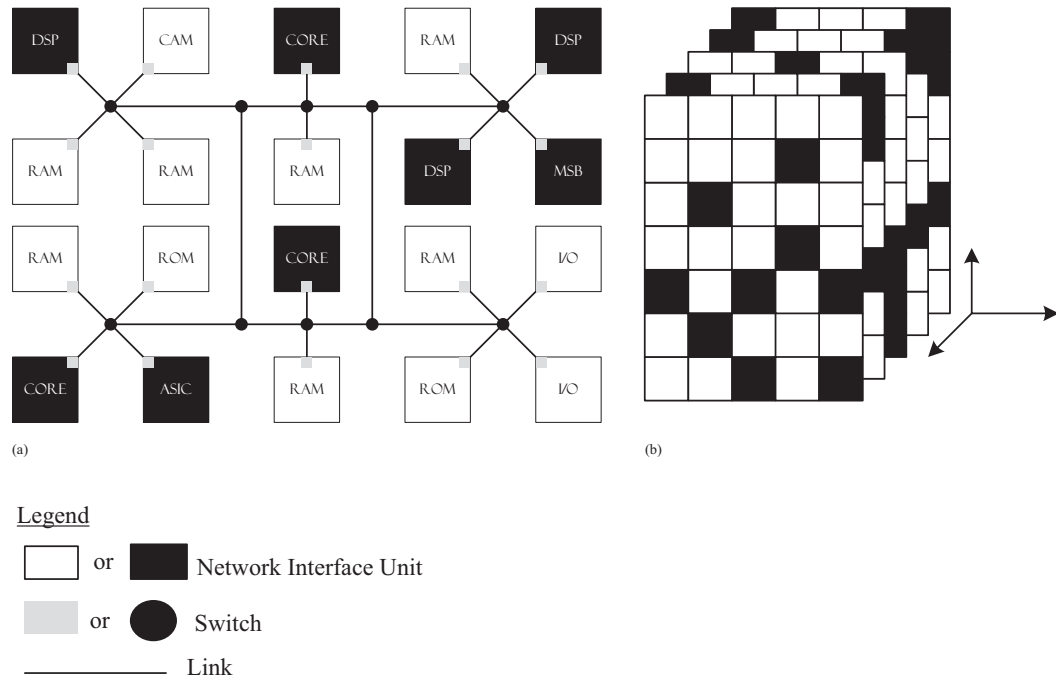 DSP CAM CORE RAM DSP
RAM RAM RAM DSP MSB
RAM ROM CORE RAM I/O
CORE ASIC RAM ROM I/O
(a) (b)
Legend
or Network Interface Unit
or Switch
Link